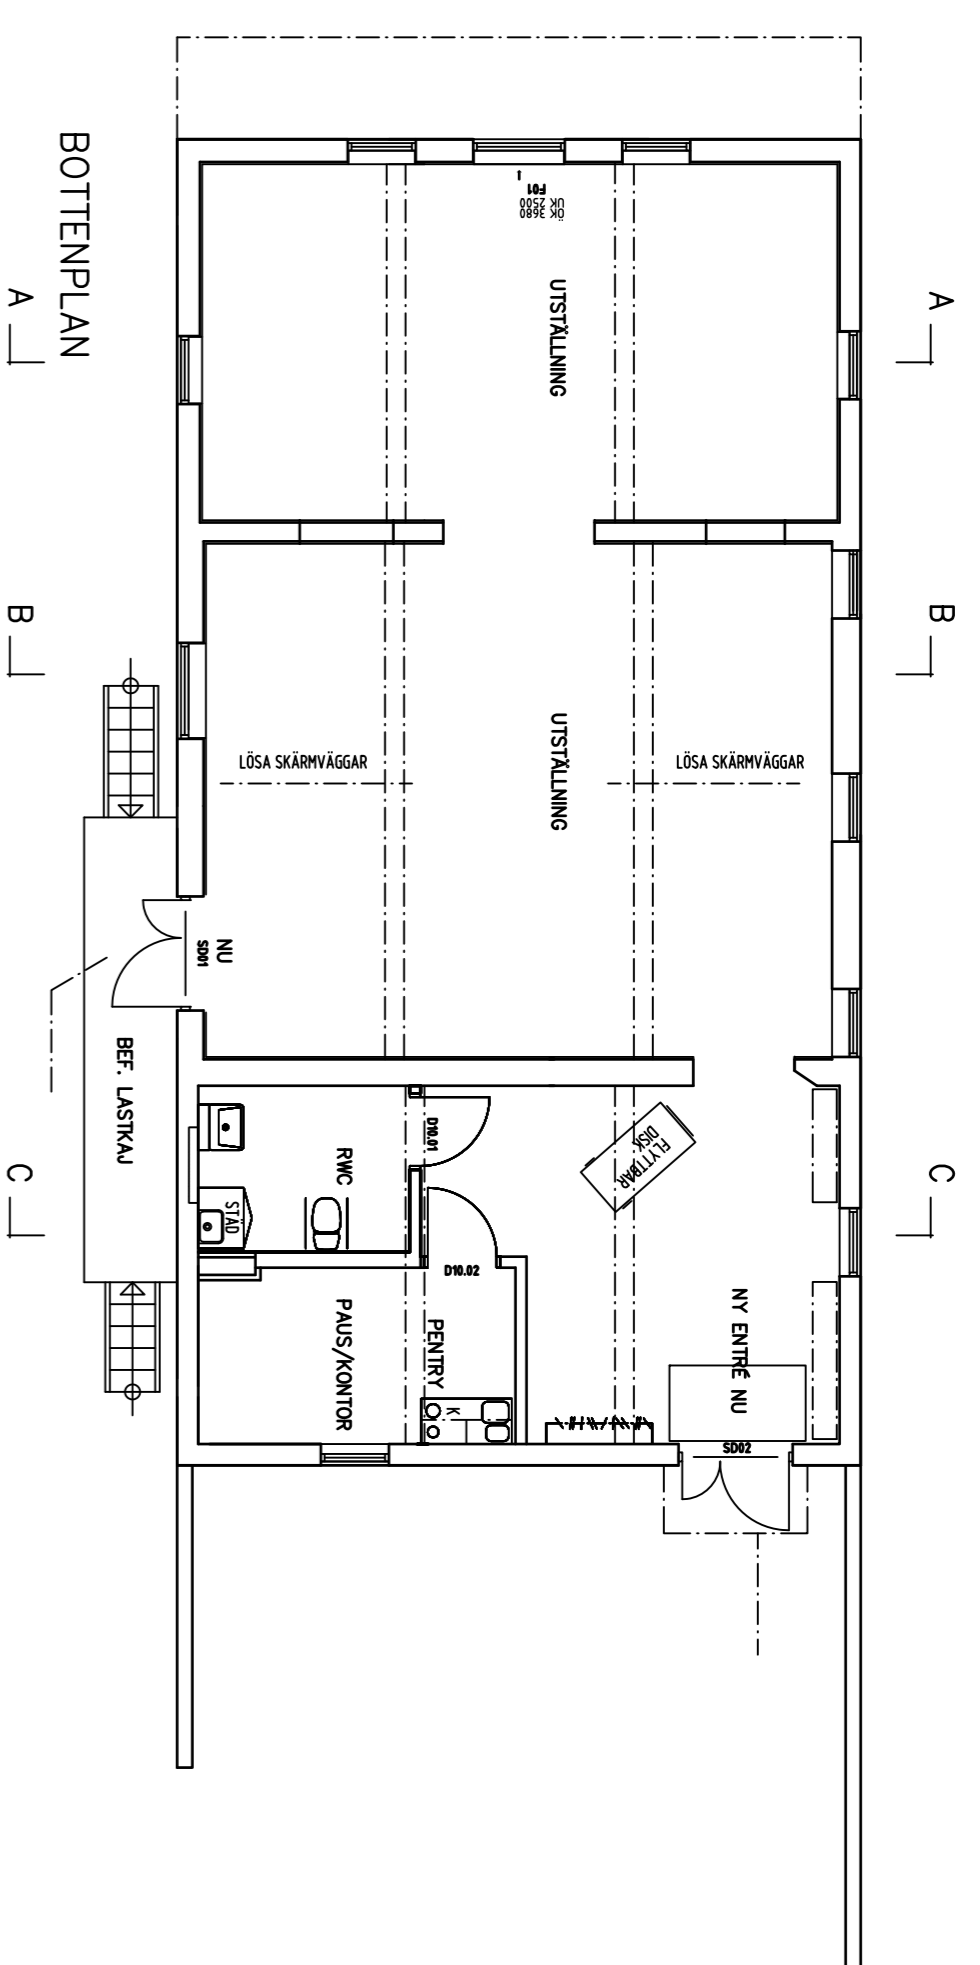 BOTTENPLAN
A
A
B
B
C
C
F01
ÖK 3680
UK 2500
UTSTÄLLNING
UTSTÄLLNING
LÖSA SKÄRMVÄGGAR
LÖSA SKÄRMVÄGGAR
NU
SD01
BEF. LASTKAJ
D10.01
RWC
STÄD
FLYTTBAR
DISK
D10.02
PENTRY
K
PAUS/KONTOR
NY ENTRÉ NU
SD02